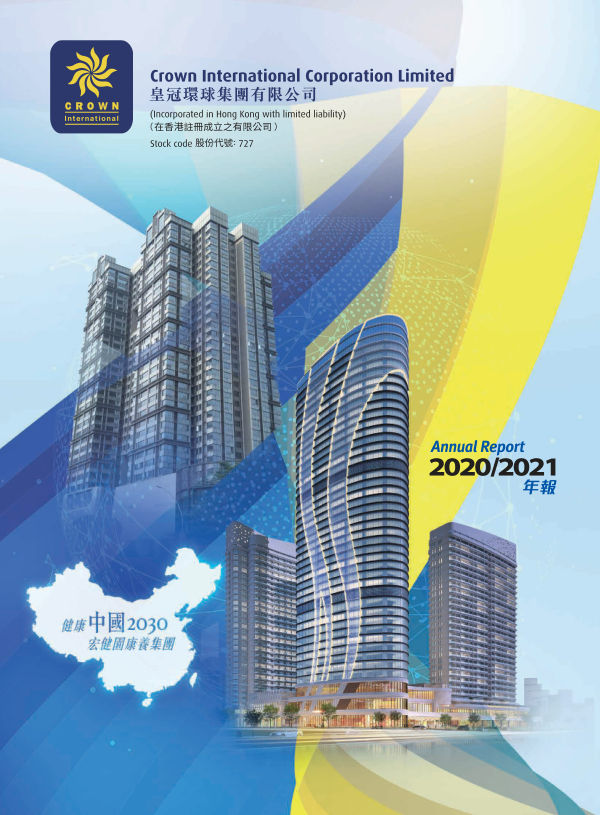 CROWN
International
Crown International Corporation Limited
皇冠環球集團有限公司
(Incorporated in Hong Kong with limited liability)
(在香港註冊成立之有限公司)
Stock code 股份代號: 727
Annual Report
2020/2021
年報
健康 中國2030
宏健園康養集團